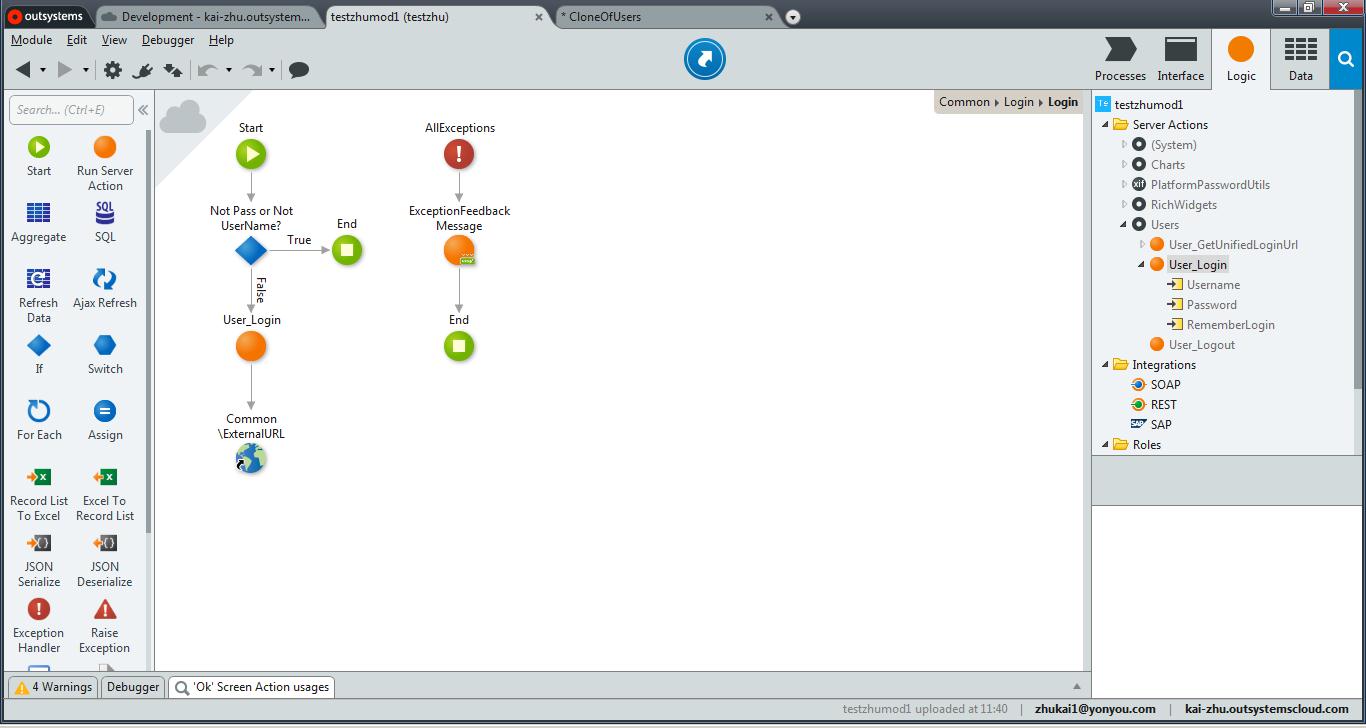 outsystems
Development - kai-zhu.outsystem...
testzhumod1 (testzhu)
* CloneOfUsers
Module Edit View Debugger Help
Processes
Interface
Logic
Data
Search... (Ctrl+E)
Start
Run Server
Action
Aggregate
SQL
SQL
Refresh
Data
Ajax Refresh
If
Switch
For Each
Assign
Record List
To Excel
Excel To
Record List
JSON
Serialize
JSON
Deserialize
Exception
Handler
Raise
Exception
Common Login Login
Start
Not Pass or Not
UserName?
True
End
False
User_Login
Common
\ExternalURL
AllExceptions
ExceptionFeedback
Message
End
Ts testzhumod1
Server Actions
(System)
Charts
xif PlatformPasswordUtils
RichWidgets
Users
User_GetUnifiedLoginUrl
User_Login
Username
Password
RememberLogin
User_Logout
Integrations
SOAP
REST
SAP SAP
Roles
4 Warnings
Debugger
'Ok' Screen Action usages
testzhumod1 uploaded at 11:40 | zhukai1@yonyou.com | kai-zhu.outsystemscloud.com